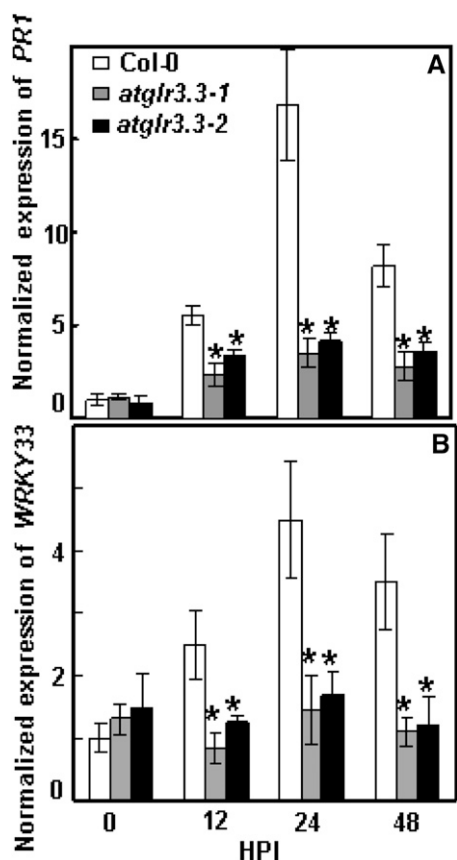 Normalized expression of PR1
A
Col-0
atglr3.3-1
atglr3.3-2
15
10
5
0
* * * * * *
Normalized expression of WRKY33
B
4
2
0
* * * * * *
0 12 24 48
HPI